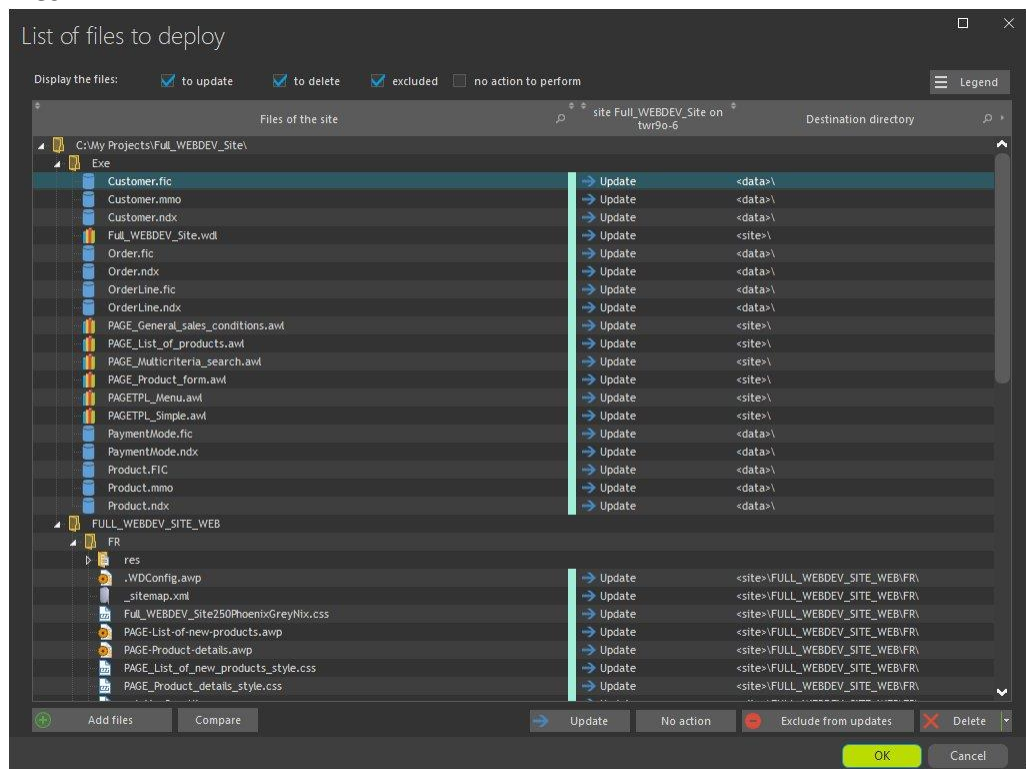 List of files to deploy
Display the files: to update to delete excluded no action to perform Legend
Files of the site site Full_WEBDEV_Site on twr9o-6 Destination directory
C:\My Projects\Full_WEBDEV_Site\
Exe
Customer.fic Update <data>\
Customer.mmo Update <data>\
Customer.ndx Update <data>\
Full_WEBDEV_Site.wdl Update <site>\
Order.fic Update <data>\
Order.ndx Update <data>\
OrderLine.fic Update <data>\
OrderLine.ndx Update <data>\
PAGE_General_sales_conditions.awl Update <site>\
PAGE_List_of_products.awl Update <site>\
PAGE_Multicriteria_search.awl Update <site>\
PAGE_Product_form.awl Update <site>\
PAGETPL_Menu.awl Update <site>\
PAGETPL_Simple.awl Update <site>\
PaymentMode.fic Update <data>\
PaymentMode.ndx Update <data>\
Product.FIC Update <data>\
Product.mmo Update <data>\
Product.ndx Update <data>\
FULL_WEBDEV_SITE_WEB
FR
res
.WDConfig.awp Update <site>\FULL_WEBDEV_SITE_WEB\FR\
_sitemap.xml Update <site>\FULL_WEBDEV_SITE_WEB\FR\
Full_WEBDEV_Site250PhoenixGreyNix.css Update <site>\FULL_WEBDEV_SITE_WEB\FR\
PAGE-List-of-new-products.awp Update <site>\FULL_WEBDEV_SITE_WEB\FR\
PAGE-Product-details.awp Update <site>\FULL_WEBDEV_SITE_WEB\FR\
PAGE_List_of_new_products_style.css Update <site>\FULL_WEBDEV_SITE_WEB\FR\
PAGE_Product_details_style.css Update <site>\FULL_WEBDEV_SITE_WEB\FR\
Add files Compare Update No action Exclude from updates Delete
OK Cancel